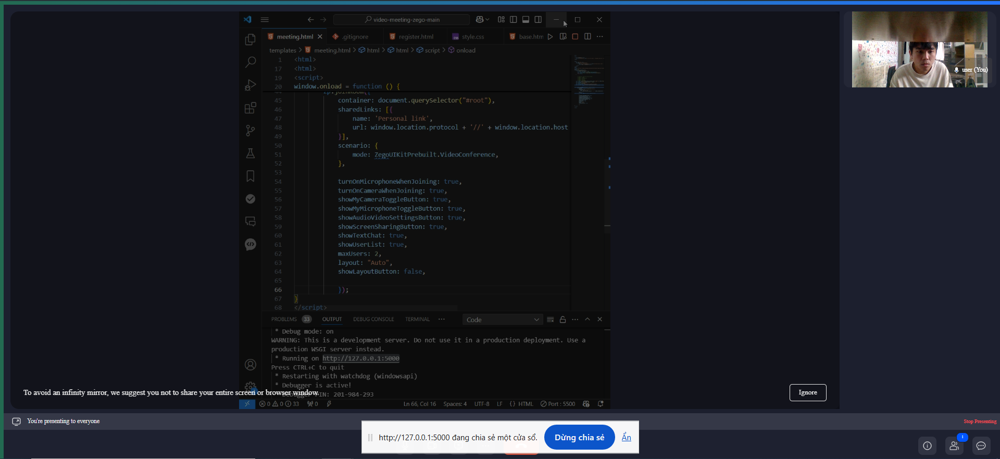 video-meeting-zego-main
meeting.html
.gitignore
register.html
style.css
base.htm
templates > meeting.html > html > html > script > onload
1 <html>
17 <html>
19 <script>
20 window.onload = function () {
44 zp.joinRoom({
45 container: document.querySelector("#root"),
46 sharedLinks: [{
47 name: 'Personal link',
48 url: window.location.protocol + '//' + window.location.host
49 }],
50 scenario: {
51 mode: ZegoUIKitPrebuilt.VideoConference,
52 },
53
54 turnOnMicrophoneWhenJoining: true,
55 turnOnCameraWhenJoining: true,
56 showMyCameraToggleButton: true,
57 showMyMicrophoneToggleButton: true,
58 showAudioVideoSettingsButton: true,
59 showScreenSharingButton: true,
60 showTextChat: true,
61 showUserList: true,
62 maxUsers: 2,
63 layout: "Auto",
64 showLayoutButton: false,
65
66 });
67 }
68 </script>
PROBLEMS 33 OUTPUT DEBUG CONSOLE TERMINAL ··· Code
* Debug mode: on
WARNING: This is a development server. Do not use it in a production deployment. Use a
production WSGI server instead.
* Running on http://127.0.0.1:5000
Press CTRL+C to quit
* Restarting with watchdog (windowsapi)
* Debugger is active!
PIN: 201-984-293
0 0 33 0 Ln 66, Col 16 Spaces: 4 UTF-8 LF {} HTML Port : 5500
user (You)
To avoid an infinity mirror, we suggest you not to share your entire screen or browser window.
Ignore
You're presenting to everyone
Stop Presenting
http://127.0.0.1:5000 đang chia sẻ một cửa sổ. Dừng chia sẻ Ẩn
1